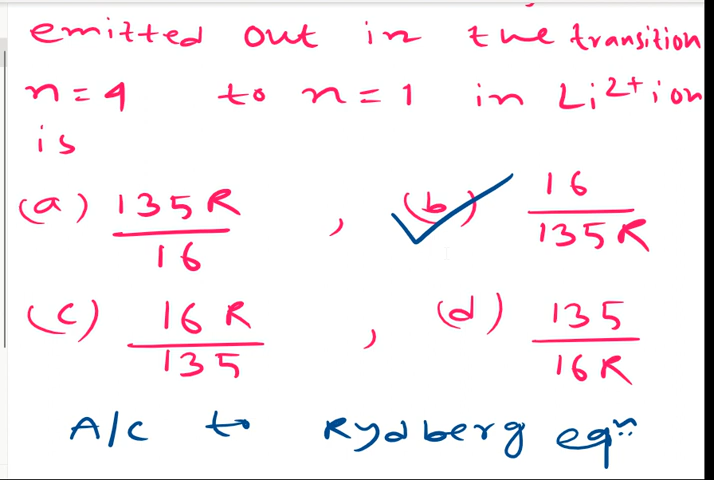 emitted out in the transition
n = 4 to n = 1 in Li2+ ion
is
(a) 135R/16 , (b) 16/135R
(c) 16R/135 , (d) 135/16R
A/C to Rydberg eqn